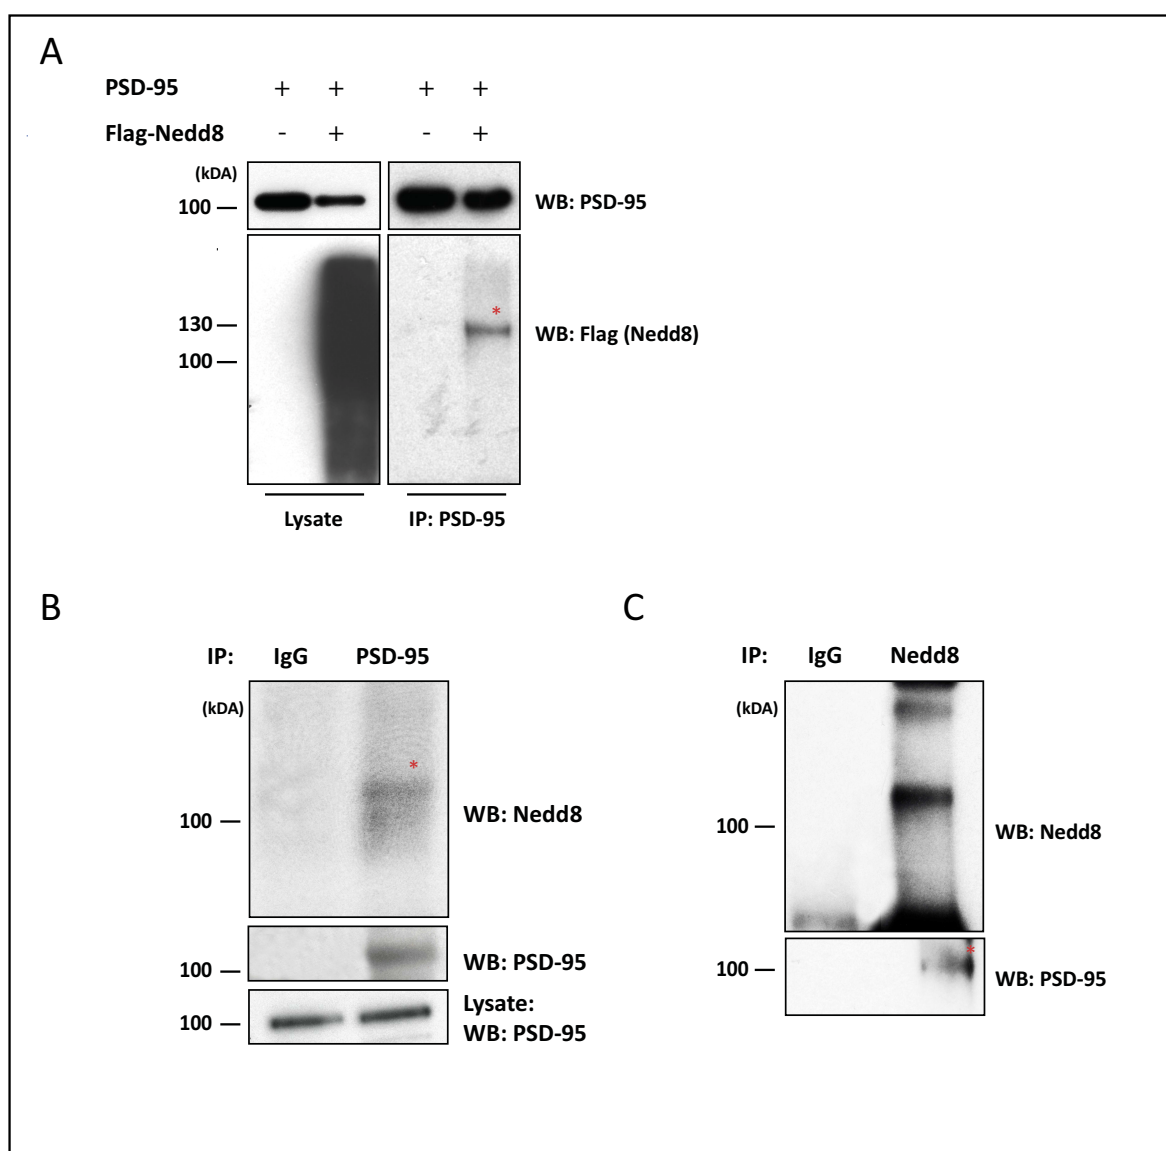 A
PSD-95 + + + +
Flag-Nedd8 - + - +
(kDA)
100
WB: PSD-95
130
100
*
WB: Flag (Nedd8)
Lysate
IP: PSD-95
B
IP: IgG PSD-95
(kDA)
*
100
WB: Nedd8
100
WB: PSD-95
100
Lysate:
WB: PSD-95
C
IP: IgG Nedd8
(kDA)
100
WB: Nedd8
*
100
WB: PSD-95